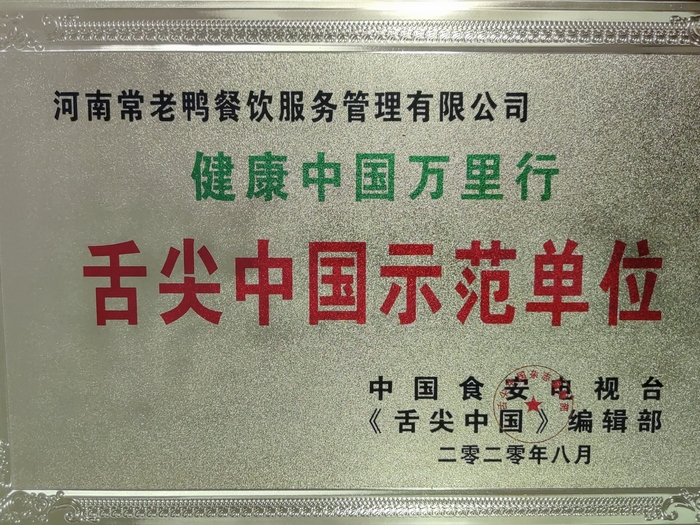 河南常老鸭餐饮服务管理有限公司
健康中国万里行
舌尖中国示范单位
中国食安电视台
《舌尖中国》编辑部
二零二零年八月